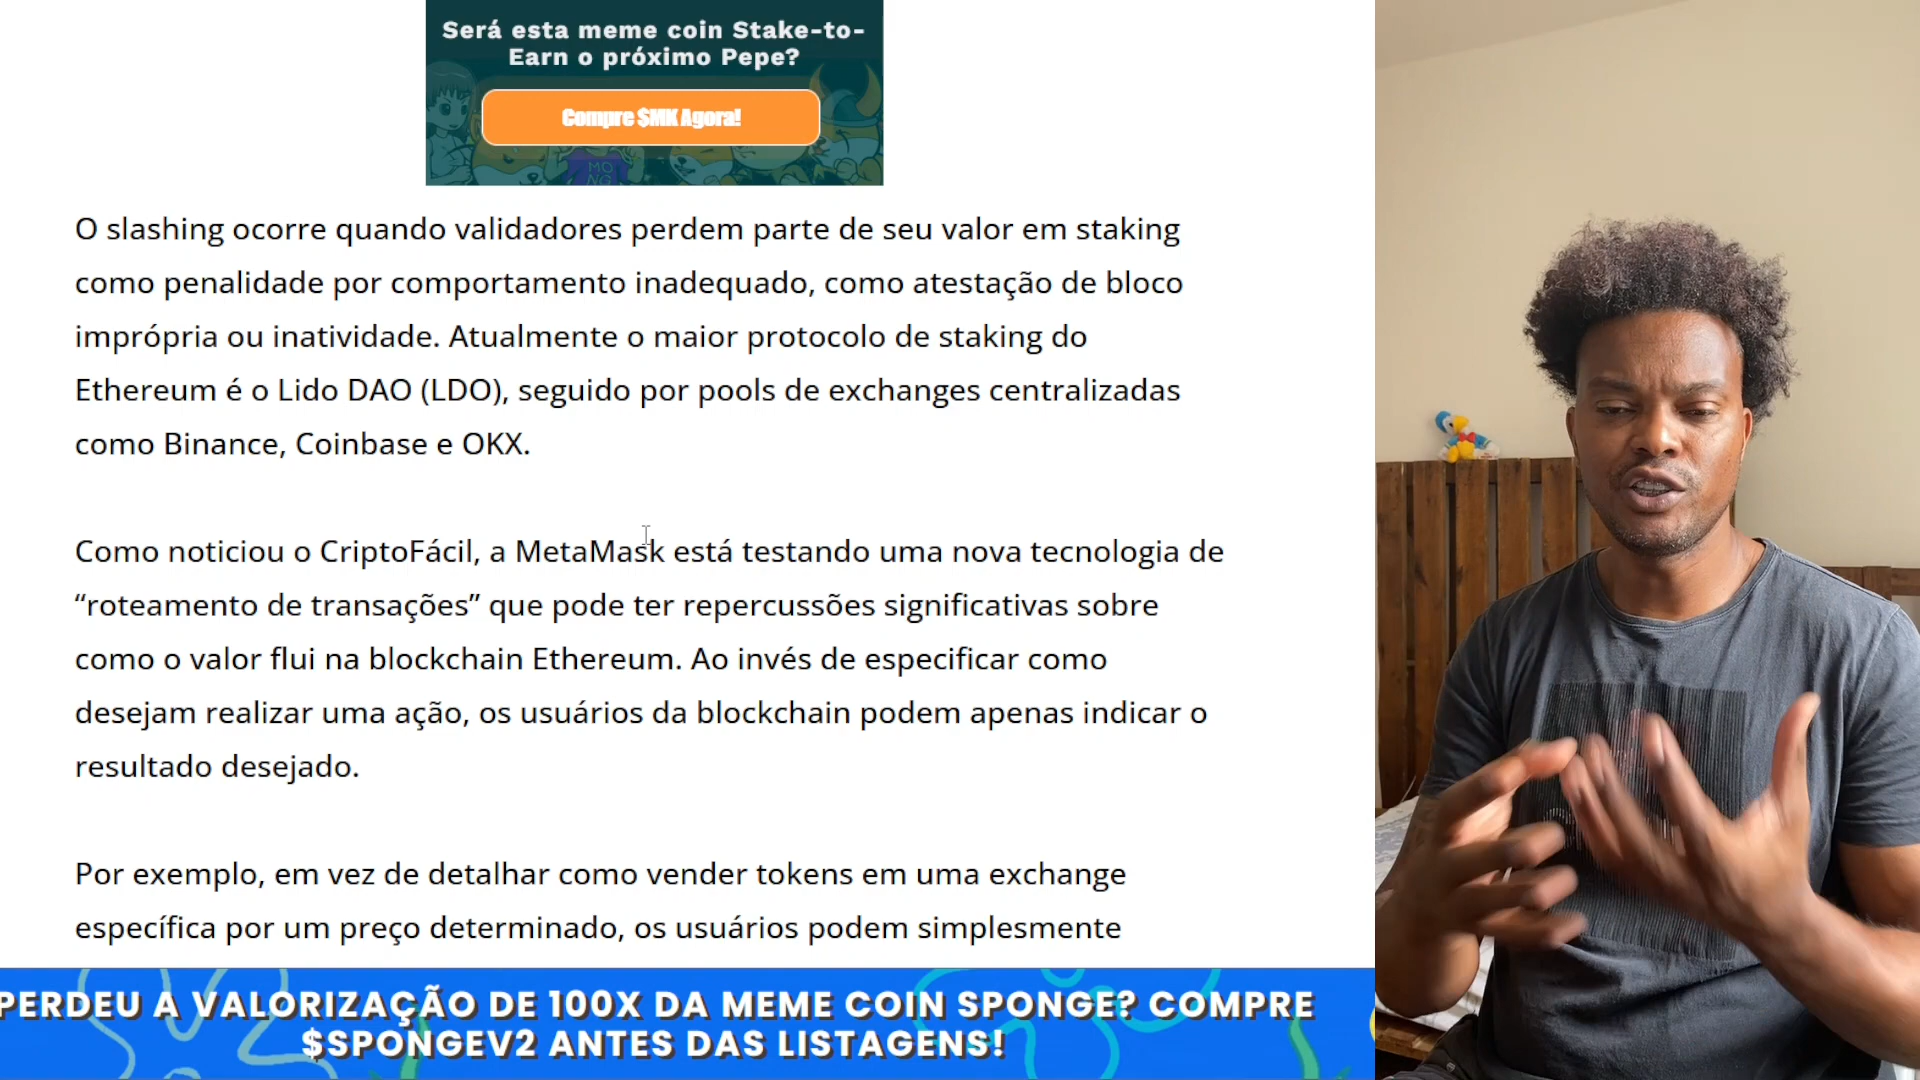 Será esta meme coin Stake-to-
Earn o próximo Pepe?
Compre $MK Agora!
MO
NG
O slashing ocorre quando validadores perdem parte de seu valor em staking
como penalidade por comportamento inadequado, como atestação de bloco
imprópria ou inatividade. Atualmente o maior protocolo de staking do
Ethereum é o Lido DAO (LDO), seguido por pools de exchanges centralizadas
como Binance, Coinbase e OKX.
Como noticiou o CriptoFácil, a MetaMask está testando uma nova tecnologia de
“roteamento de transações” que pode ter repercussões significativas sobre
como o valor flui na blockchain Ethereum. Ao invés de especificar como
desejam realizar uma ação, os usuários da blockchain podem apenas indicar o
resultado desejado.
Por exemplo, em vez de detalhar como vender tokens em uma exchange
específica por um preço determinado, os usuários podem simplesmente
PERDEU A VALORIZAÇÃO DE 100X DA MEME COIN SPONGE? COMPRE
$SPONGEV2 ANTES DAS LISTAGENS!